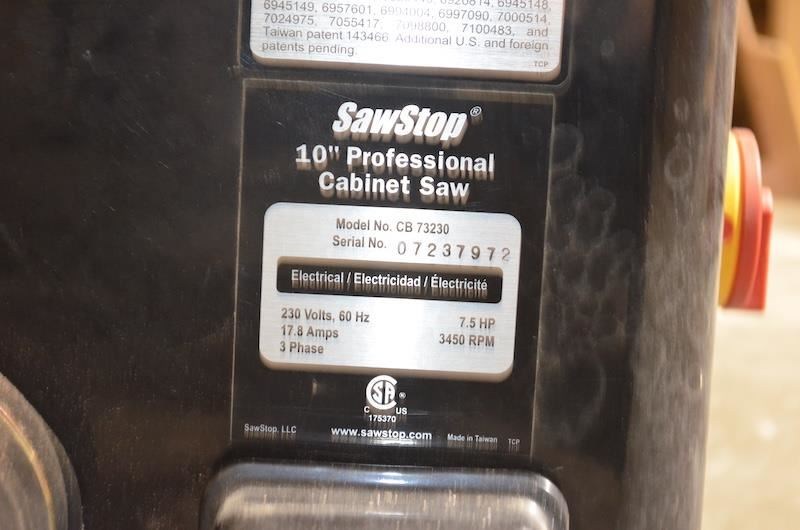 6945149, 6957601, 6994004, 6997090, 7000514,
7024975, 7055417, 7098800, 7100483, and
Taiwan patent 143466. Additional U.S. and foreign
patents pending.
TCP
SawStop®
10" Professional
Cabinet Saw
Model No. CB 73230
Serial No. 07237972
Electrical / Electricidad / Électricité
230 Volts, 60 Hz 7.5 HP
17.8 Amps 3450 RPM
3 Phase
SA ®
C US
175370
SawStop, LLC www.sawstop.com Made in Taiwan TCP